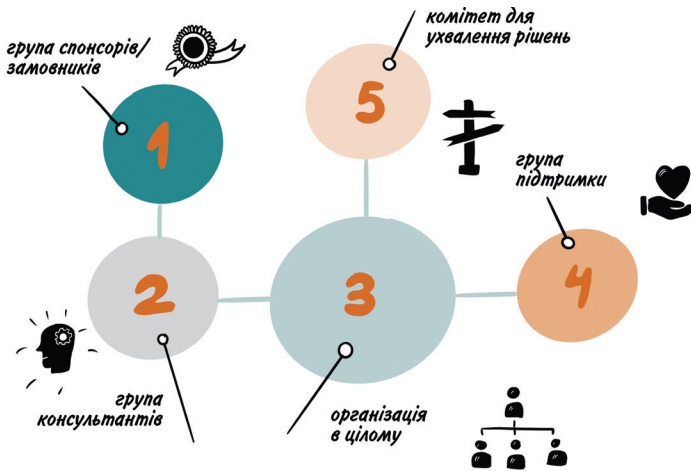 група спонсорів/
замовників
1
комітет для
ухвалення рішень
5
група
підтримки
2
3
4
група
консультантів
організація
в цілому